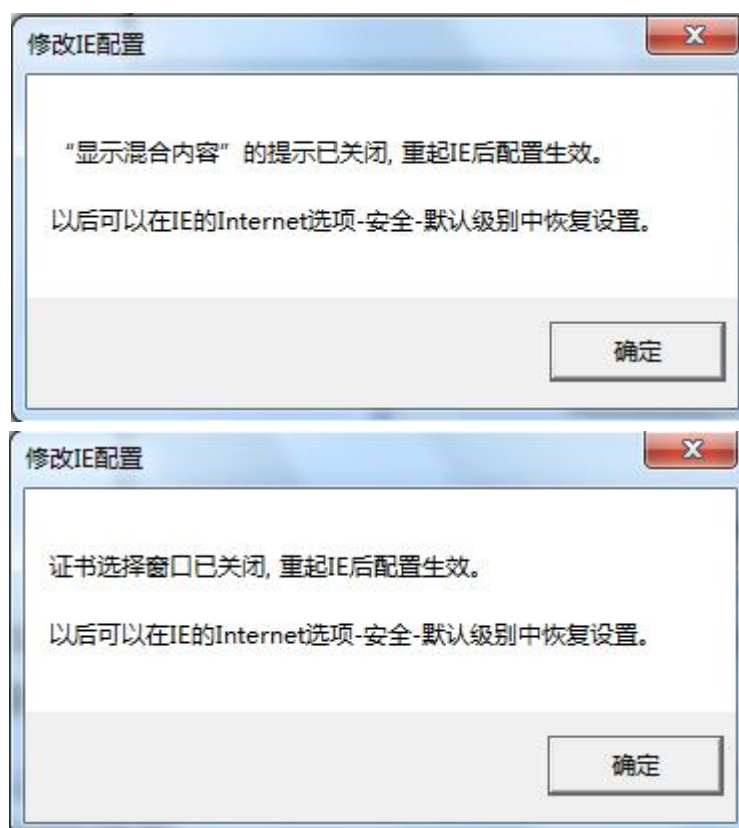 修改IE配置
“显示混合内容”的提示已关闭, 重起IE后配置生效。
以后可以在IE的Internet选项-安全-默认级别中恢复设置。
确定
修改IE配置
证书选择窗口已关闭, 重起IE后配置生效。
以后可以在IE的Internet选项-安全-默认级别中恢复设置。
确定